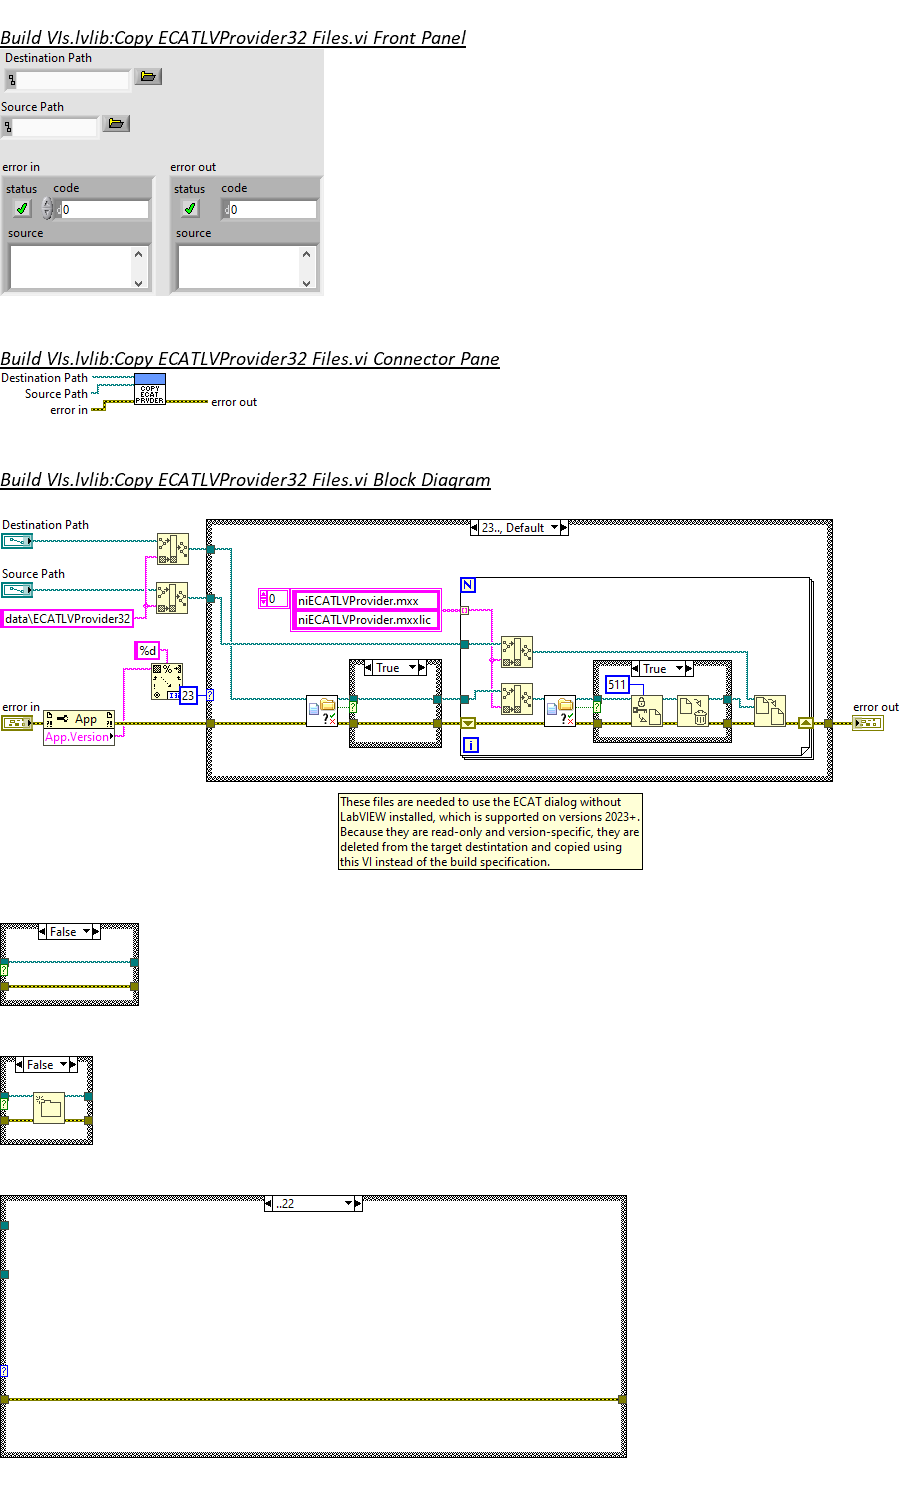 Build VIs.lvlib:Copy ECATLVProvider32 Files.vi Front Panel
Destination Path
Source Path
error in
error out
status
code
status
code
0
0
source
source
Build VIs.lvlib:Copy ECATLVProvider32 Files.vi Connector Pane
Destination Path
Source Path
error in
COPY
ECAT
PRVDER
error out
Build VIs.lvlib:Copy ECATLVProvider32 Files.vi Block Diagram
23.., Default
Destination Path
Source Path
data\ECATLVProvider32
N
0
niECATLVProvider.mxx
niECATLVProvider.mxxlic
%d
True
True
511
23
error in
App
App.Version
i
error out
These files are needed to use the ECAT dialog without
LabVIEW installed, which is supported on versions 2023+.
Because they are read-only and version-specific, they are
deleted from the target destintation and copied using
this VI instead of the build specification.
False
False
..22